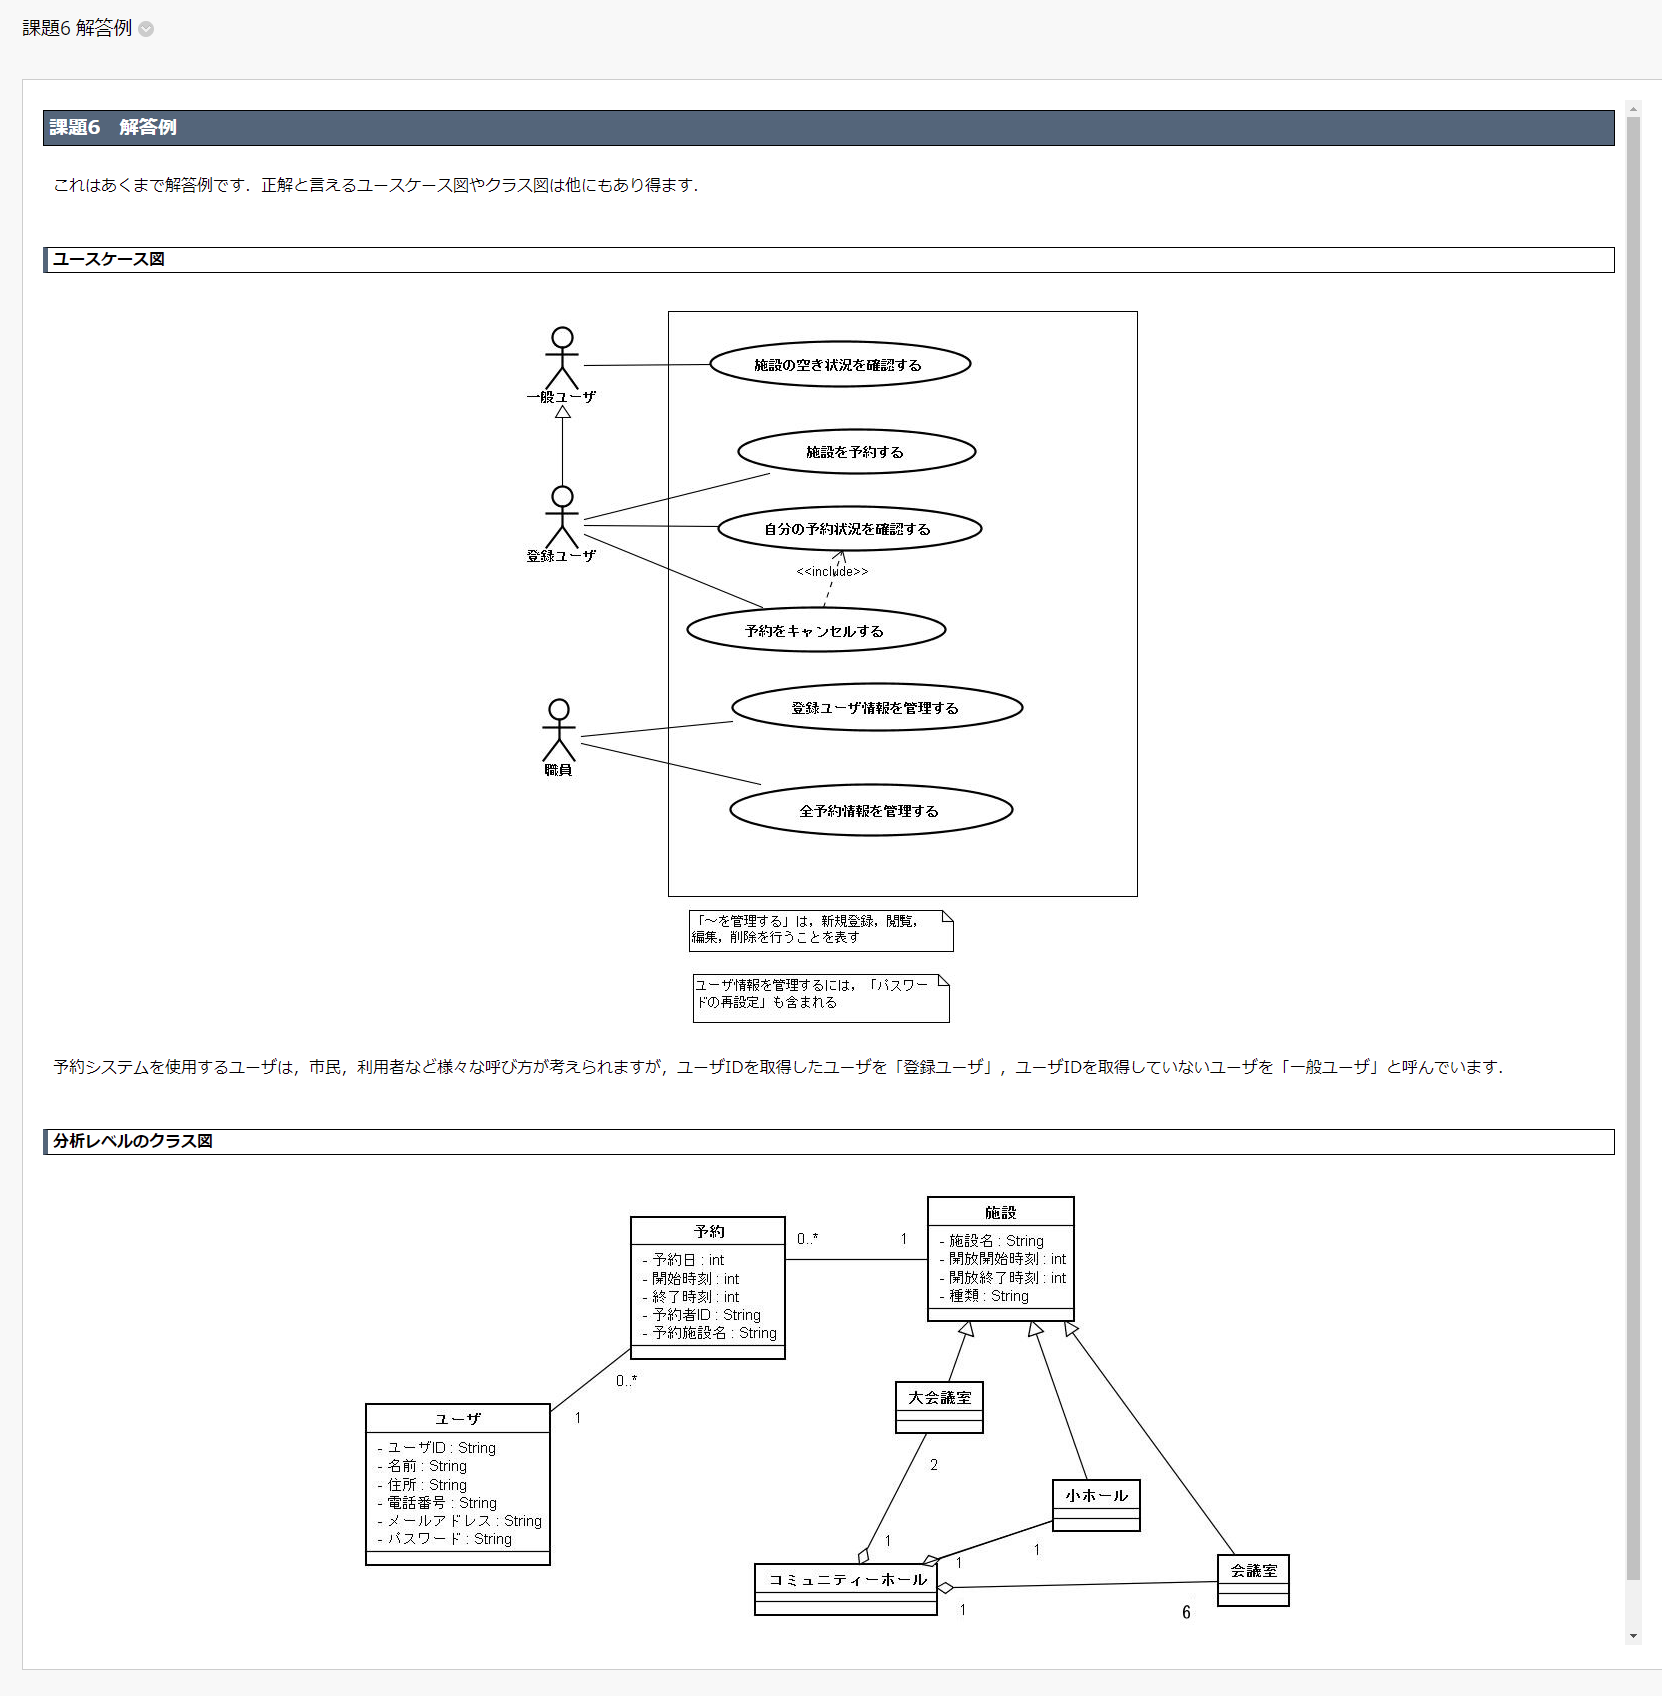 課題6 解答例
課題6　解答例
これはあくまで解答例です．正解と言えるユースケース図やクラス図は他にもあり得ます．
ユースケース図
施設の空き状況を確認する
一般ユーザ
施設を予約する
自分の予約状況を確認する
登録ユーザ
<<include>>
予約をキャンセルする
登録ユーザ情報を管理する
職員
全予約情報を管理する
「～を管理する」は，新規登録，閲覧，
編集，削除を行うことを表す
ユーザ情報を管理するには，「パスワー
ドの再設定」も含まれる
予約システムを使用するユーザは，市民，利用者など様々な呼び方が考えられますが，ユーザIDを取得したユーザを「登録ユーザ」，ユーザIDを取得していないユーザを「一般ユーザ」と呼んでいます．
分析レベルのクラス図
予約
- 予約日 : int
- 開始時刻 : int
- 終了時刻 : int
- 予約者ID : String
- 予約施設名 : String
0..*
1
施設
- 施設名 : String
- 開放開始時刻 : int
- 開放終了時刻 : int
- 種類 : String
0..*
1
ユーザ
- ユーザID : String
- 名前 : String
- 住所 : String
- 電話番号 : String
- メールアドレス : String
- パスワード : String
大会議室
2
1
小ホール
1
1
会議室
コミュニティーホール
1
6